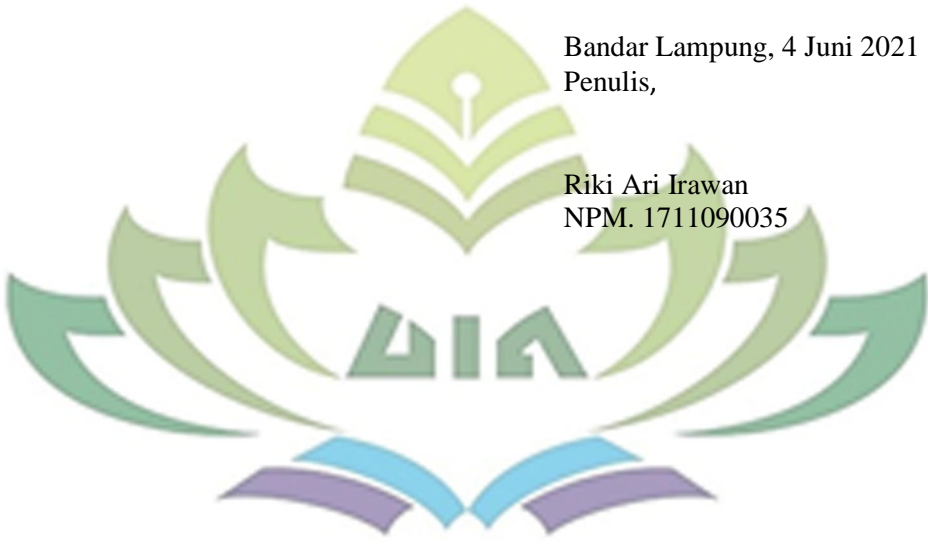 Bandar Lampung, 4 Juni 2021
Penulis,
Riki Ari Irawan
NPM. 1711090035
UIN